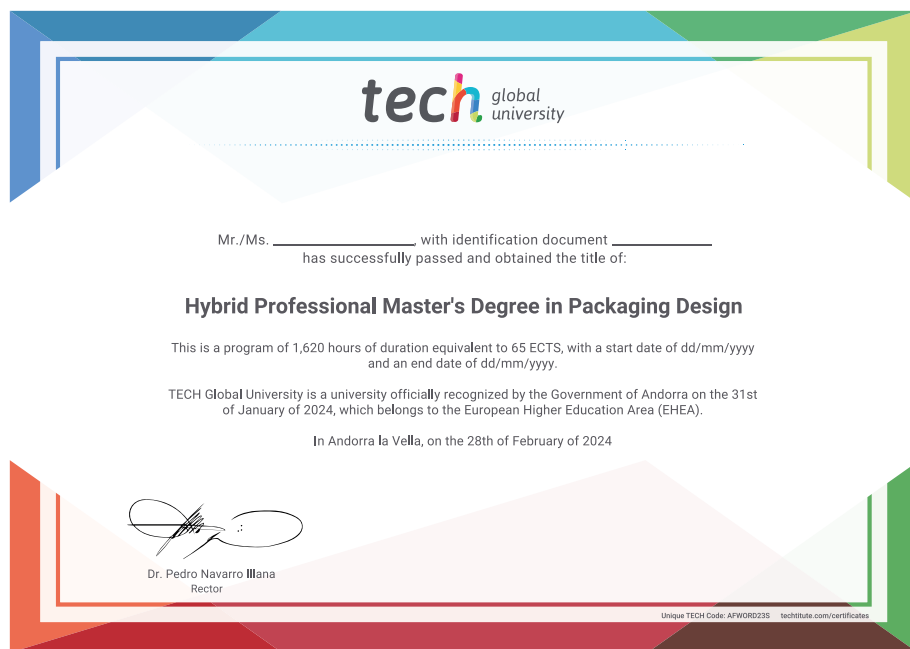 tech global
university
Mr./Ms. ____________, with identification document ____________
has successfully passed and obtained the title of:
Hybrid Professional Master's Degree in Packaging Design
This is a program of 1,620 hours of duration equivalent to 65 ECTS, with a start date of dd/mm/yyyy
and an end date of dd/mm/yyyy.
TECH Global University is a university officially recognized by the Government of Andorra on the 31st
of January of 2024, which belongs to the European Higher Education Area (EHEA).
In Andorra la Vella, on the 28th of February of 2024
Dr. Pedro Navarro Illana
Rector
Unique TECH Code: AFWORD23S techtitute.com/certificates